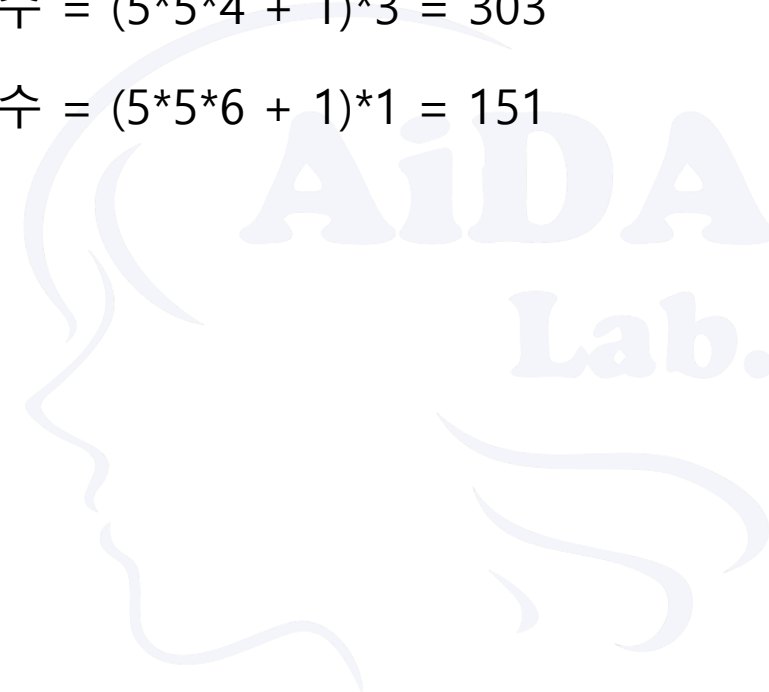 수 = (5*5*4 + 1)*3 = 303
수 = (5*5*6 + 1)*1 = 151
AiDA
Lab.